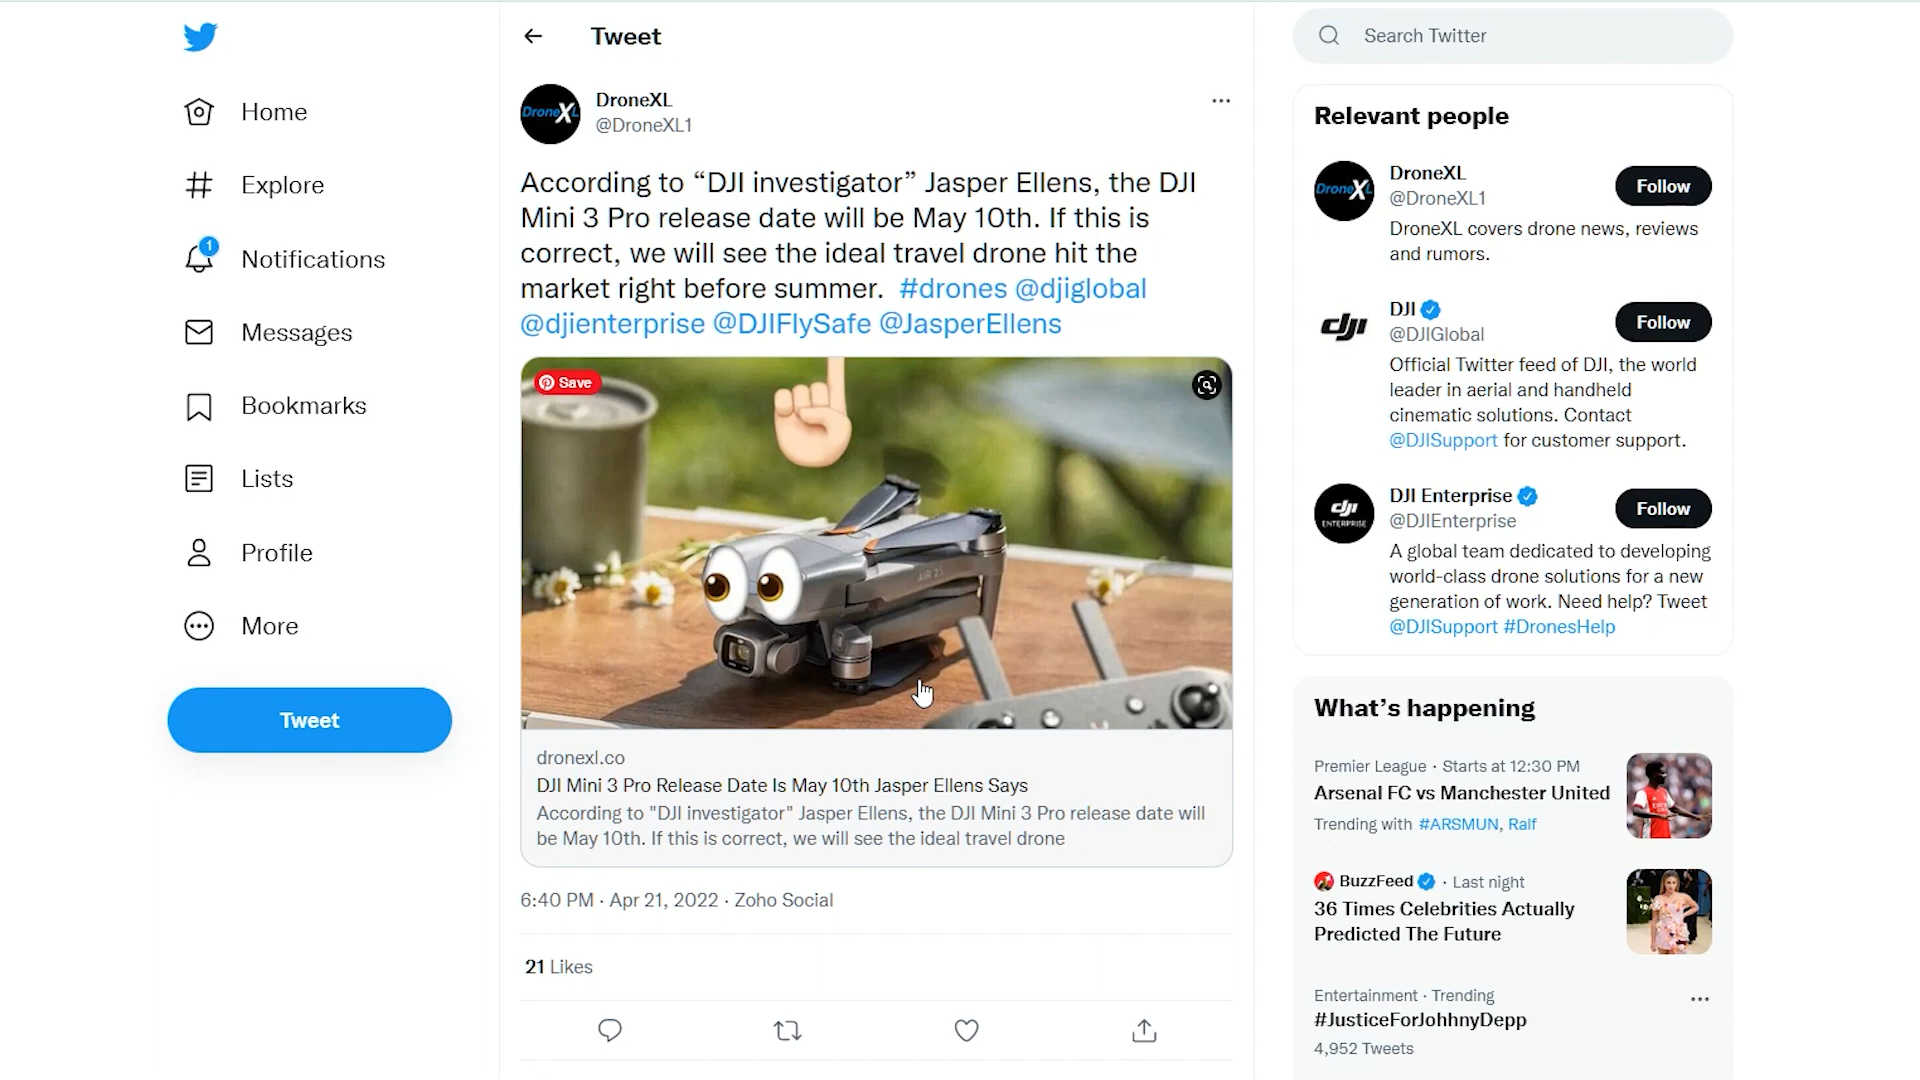 Tweet
Search Twitter
Home
Explore
1
Notifications
Messages
Bookmarks
Lists
Profile
More
Tweet
DroneXL
DroneXL
@DroneXL1
According to “DJI investigator” Jasper Ellens, the DJI
Mini 3 Pro release date will be May 10th. If this is
correct, we will see the ideal travel drone hit the
market right before summer. #drones @djiglobal
@djienterprise @DJIFlySafe @JasperEllens
Save
AIR 2S
dronexl.co
DJI Mini 3 Pro Release Date Is May 10th Jasper Ellens Says
According to "DJI investigator" Jasper Ellens, the DJI Mini 3 Pro release date will
be May 10th. If this is correct, we will see the ideal travel drone
6:40 PM · Apr 21, 2022 · Zoho Social
21 Likes
Relevant people
DroneXL
DroneXL
@DroneXL1
Follow
DroneXL covers drone news, reviews
and rumors.
dji
DJI
@DJIGlobal
Follow
Official Twitter feed of DJI, the world
leader in aerial and handheld
cinematic solutions. Contact
@DJISupport for customer support.
dji
ENTERPRISE
DJI Enterprise
@DJIEnterprise
Follow
A global team dedicated to developing
world-class drone solutions for a new
generation of work. Need help? Tweet
@DJISupport #DronesHelp
What’s happening
Premier League · Starts at 12:30 PM
Arsenal FC vs Manchester United
Trending with #ARSMUN, Ralf
BuzzFeed · Last night
36 Times Celebrities Actually
Predicted The Future
Entertainment · Trending
#JusticeForJohhnyDepp
4,952 Tweets